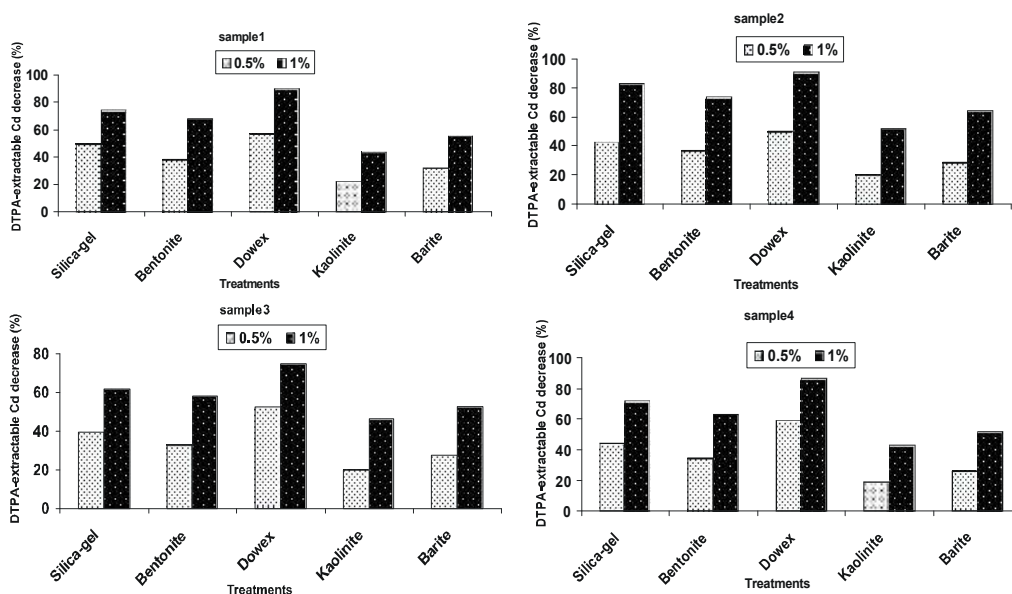 sample1
0.5% 1%
DTPA-extractable Cd decrease (%)
100
80
60
40
20
0
Silica-gel
Bentonite
Dowex
Kaolinite
Barite
Treatments
sample2
0.5% 1%
DTPA-extractable Cd decrease (%)
100
80
60
40
20
0
Silica-gel
Bentonite
Dowex
Kaolinite
Barite
Treatments
sample3
0.5% 1%
DTPA-extractable Cd decrease (%)
80
60
40
20
0
Silica-gel
Bentonite
Dowex
Kaolinite
Barite
Treatments
sample4
0.5% 1%
DTPA-extractable Cd decrease (%)
100
80
60
40
20
0
Silica-gel
Bentonite
Dowex
Kaolinite
Barite
Treatments